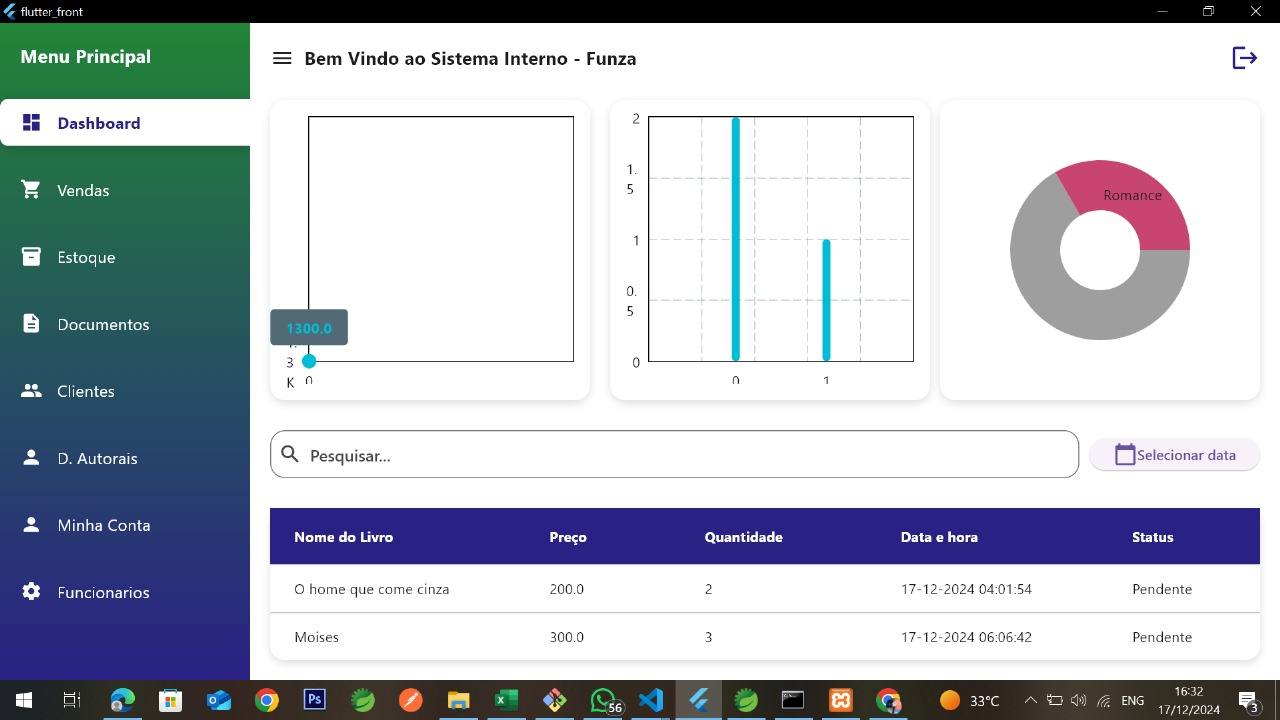 flutter_front
Menu Principal
Bem Vindo ao Sistema Interno - Funza
Dashboard
Vendas
Estoque
Documentos
Clientes
D. Autorais
Minha Conta
Funcionarios
1300.0
3
K
0
2
1.
5
1
0.
5
0
0
1
Romance
Pesquisar...
Selecionar data
Nome do Livro Preço Quantidade Data e hora Status
O home que come cinza 200.0 2 17-12-2024 04:01:54 Pendente
Moises 300.0 3 17-12-2024 06:06:42 Pendente
Ps
56
33°C
ENG
16:32
17/12/2024
3